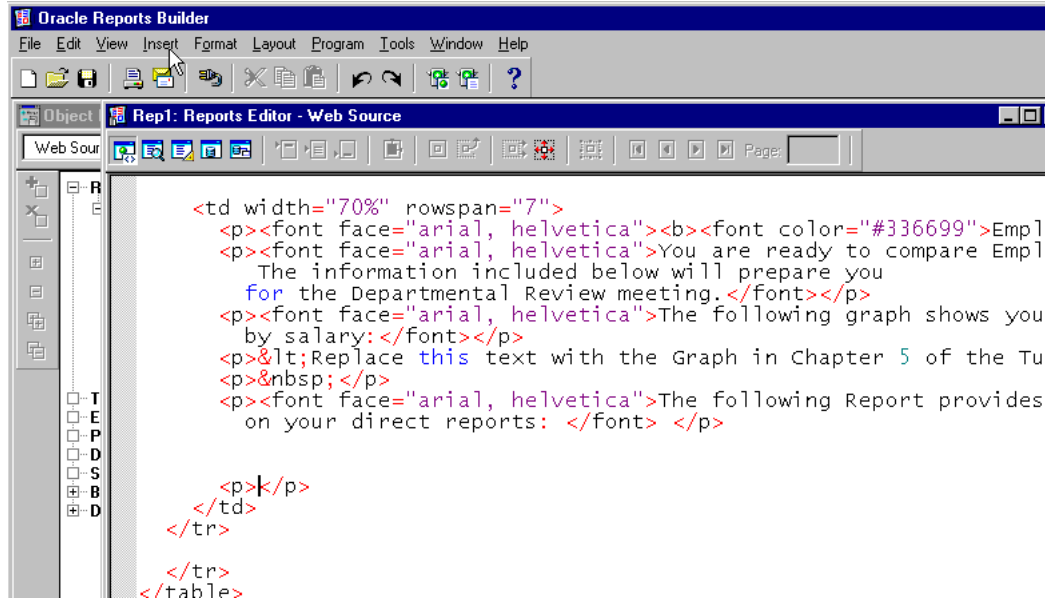 Oracle Reports Builder
File Edit View Insert Format Layout Program Tools Window Help
Object
Rep1: Reports Editor - Web Source
Web Sour
Page:
R
<td width="70%" rowspan="7">
<p><font face="arial, helvetica"><b><font color="#336699">Empl
<p><font face="arial, helvetica">You are ready to compare Empl
The information included below will prepare you
for the Departmental Review meeting.</font></p>
<p><font face="arial, helvetica">The following graph shows you
by salary:</font></p>
<p>&lt;Replace this text with the Graph in Chapter 5 of the Tu
<p>&nbsp;</p>
T
<p><font face="arial, helvetica">The following Report provides
E
on your direct reports: </font> </p>
P
D
S
B
<p></p>
D
</td>
</tr>
</tr>
</table>